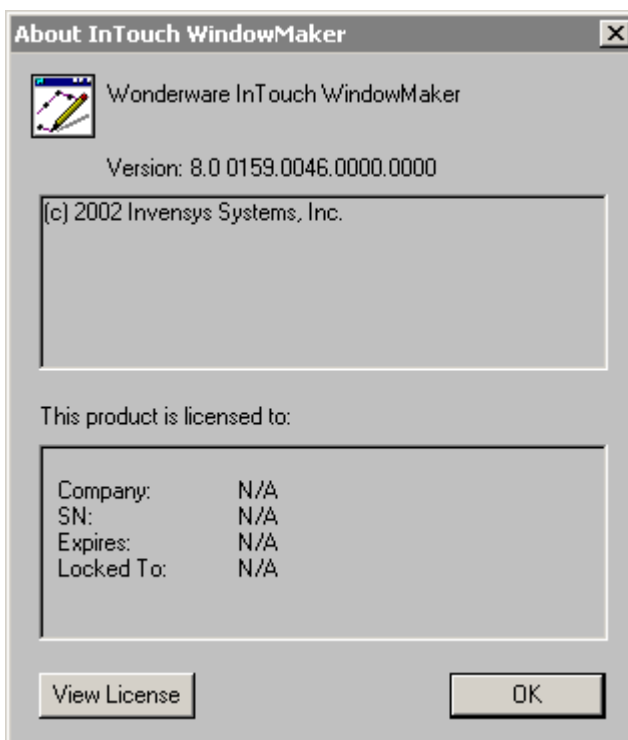 About InTouch WindowMaker
Wonderware InTouch WindowMaker
Version: 8.0 0159.0046.0000.0000
(c) 2002 Invensys Systems, Inc.
This product is licensed to:
Company: N/A
SN: N/A
Expires: N/A
Locked To: N/A
View License
OK